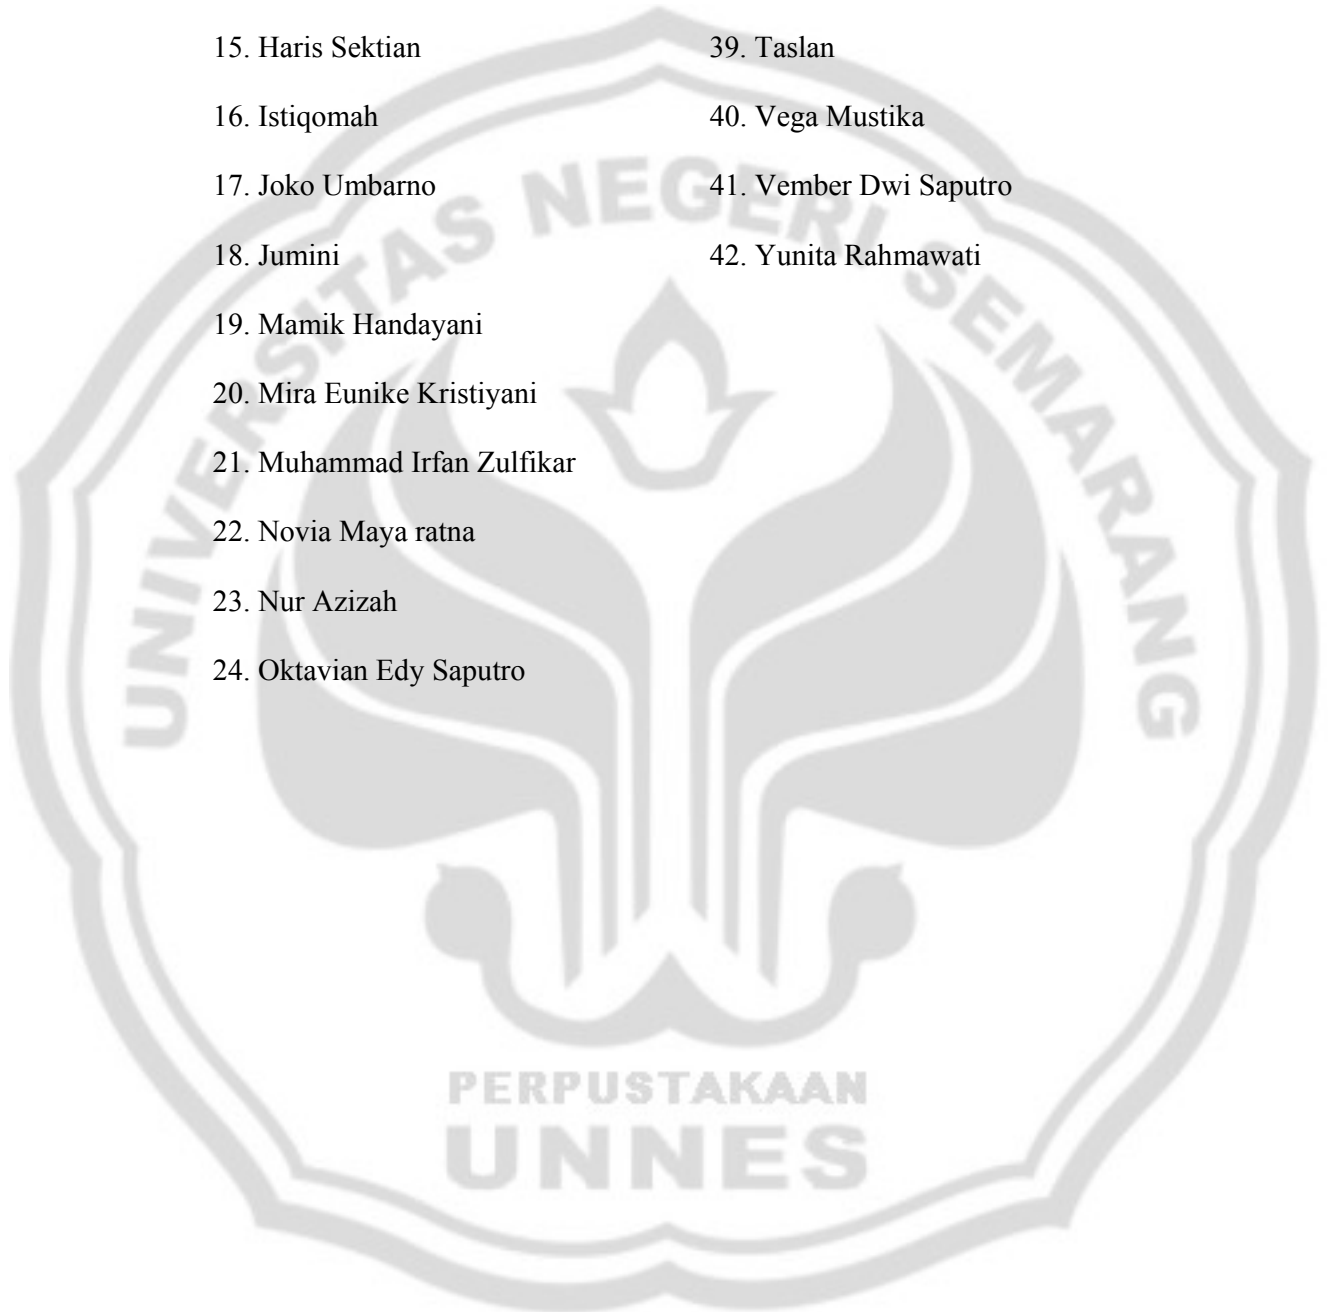 15. Haris Sektian
16. Istiqomah
17. Joko Umbarno
18. Jumini
19. Mamik Handayani
20. Mira Eunike Kristiyani
21. Muhammad Irfan Zulfikar
22. Novia Maya ratna
23. Nur Azizah
24. Oktavian Edy Saputro
39. Taslan
40. Vega Mustika
41. Vember Dwi Saputro
42. Yunita Rahmawati
UNIVERSITAS NEGERI SEMARANG
PERPUSTAKAAN
UNNES